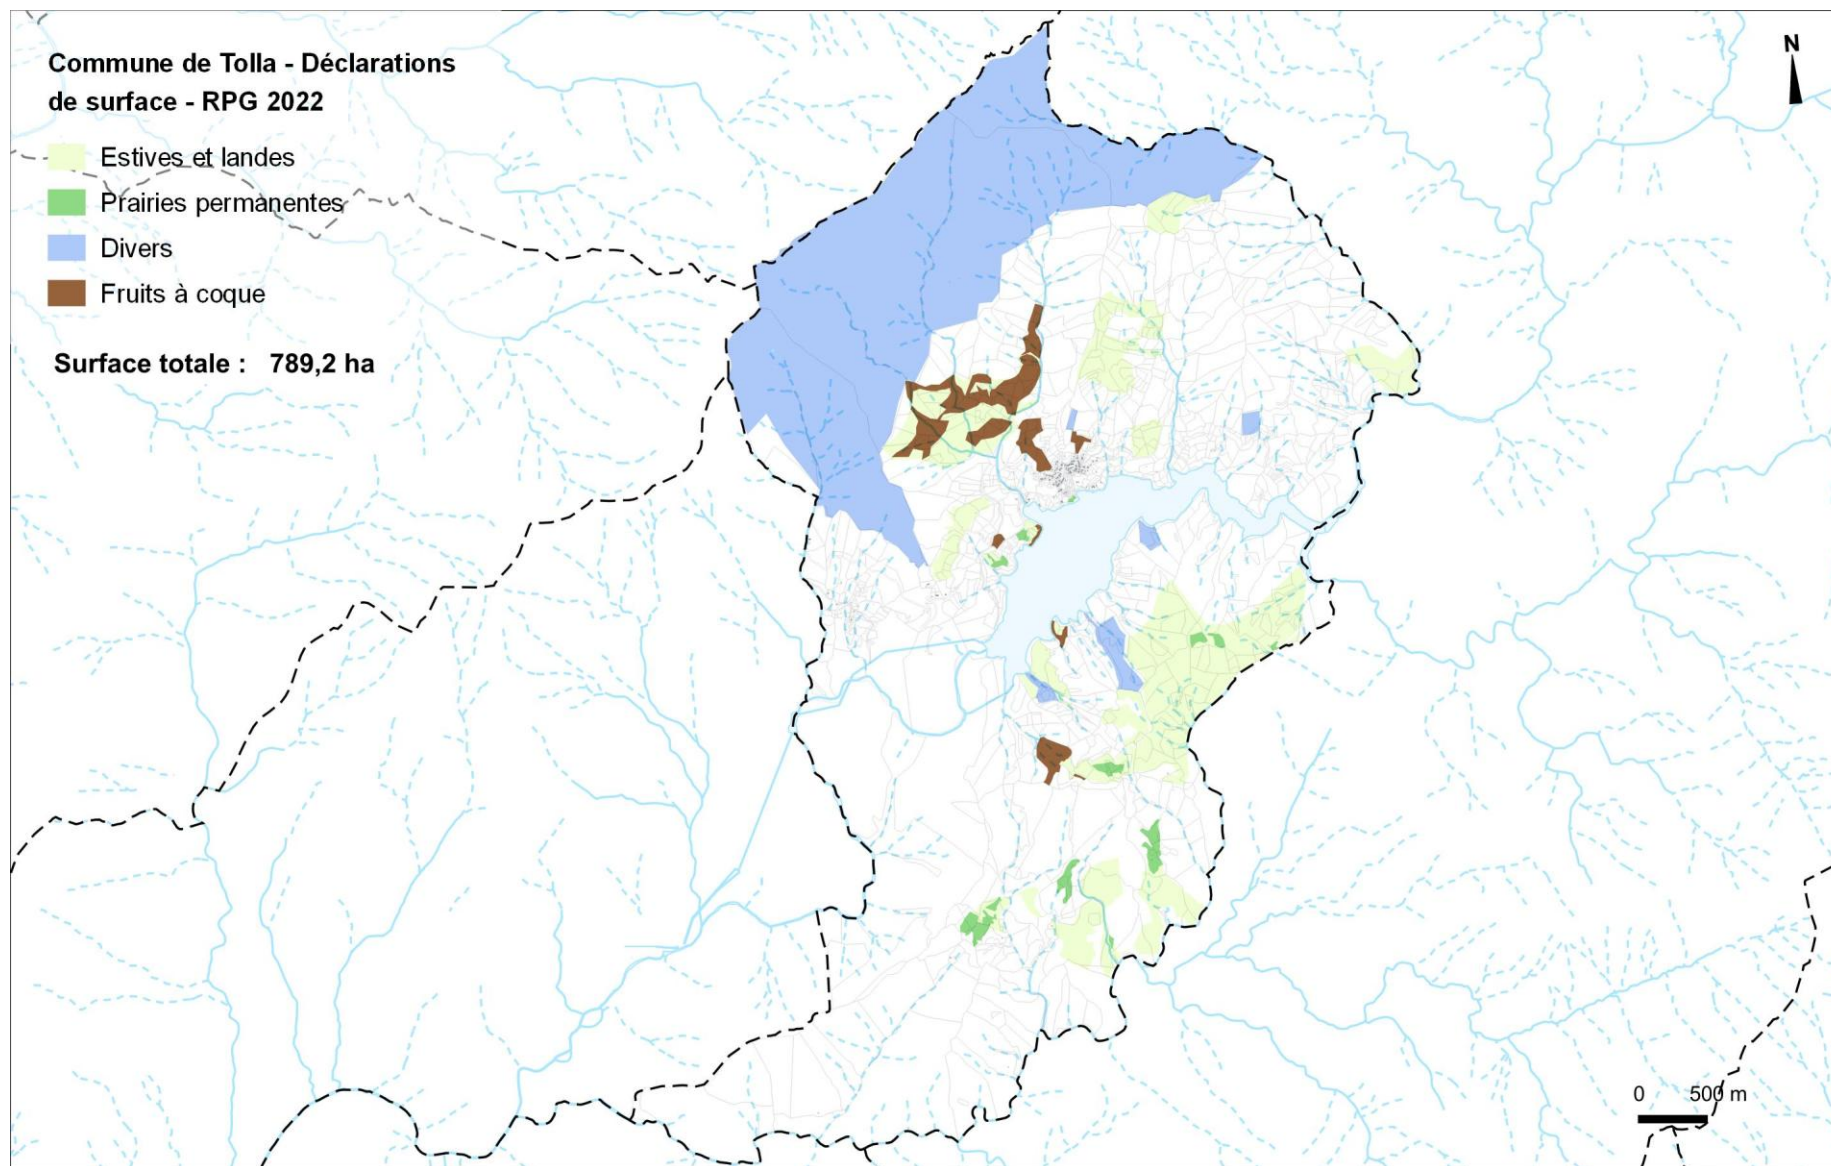 Commune de Tolla - Déclarations
de surface - RPG 2022
Estives et landes
Prairies permanentes
Divers
Fruits à coque
Surface totale : 789,2 ha
N
0 500 m